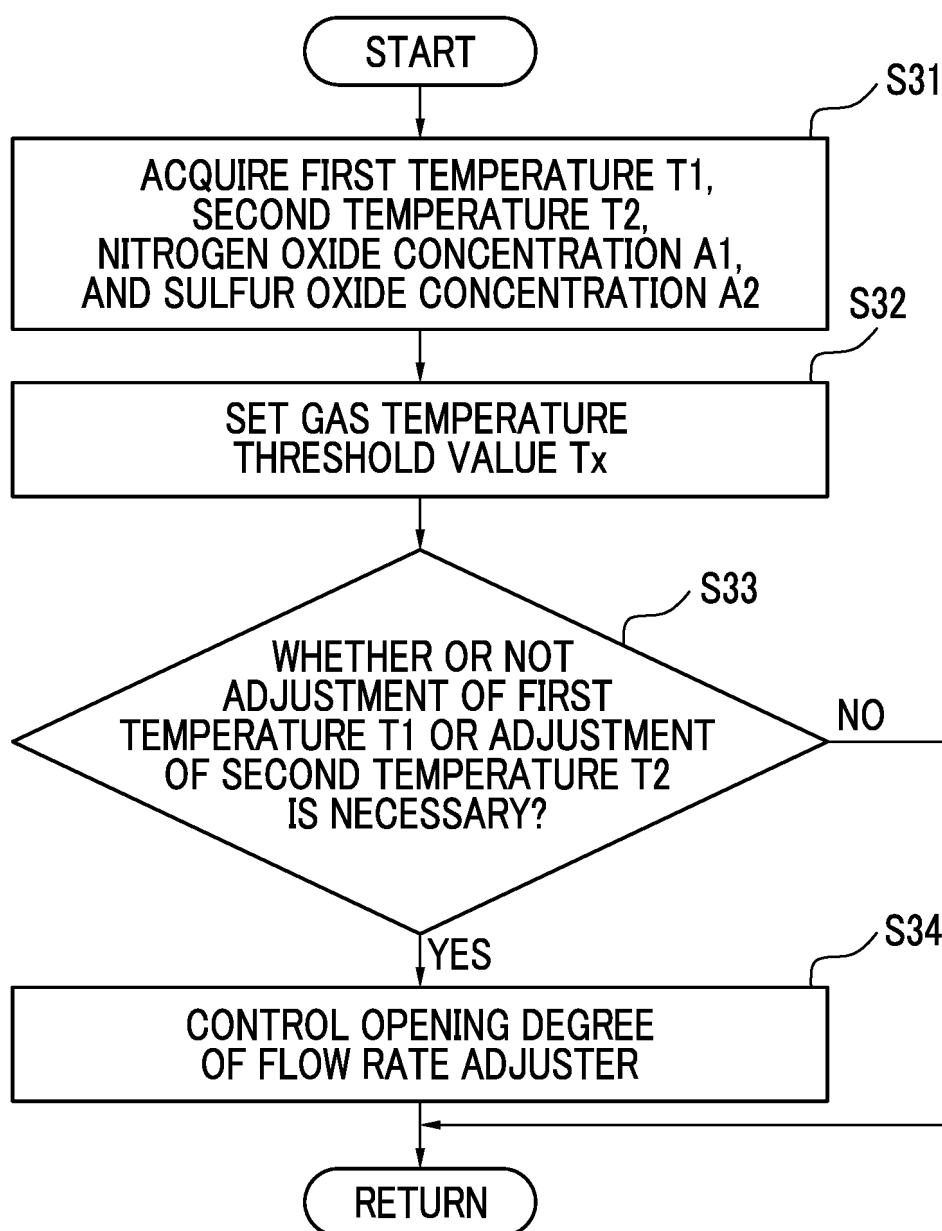 START
S31
ACQUIRE FIRST TEMPERATURE T1,
SECOND TEMPERATURE T2,
NITROGEN OXIDE CONCENTRATION A1,
AND SULFUR OXIDE CONCENTRATION A2
S32
SET GAS TEMPERATURE
THRESHOLD VALUE Tx
S33
WHETHER OR NOT
ADJUSTMENT OF FIRST
TEMPERATURE T1 OR ADJUSTMENT
OF SECOND TEMPERATURE T2
IS NECESSARY?
NO
YES
S34
CONTROL OPENING DEGREE
OF FLOW RATE ADJUSTER
RETURN